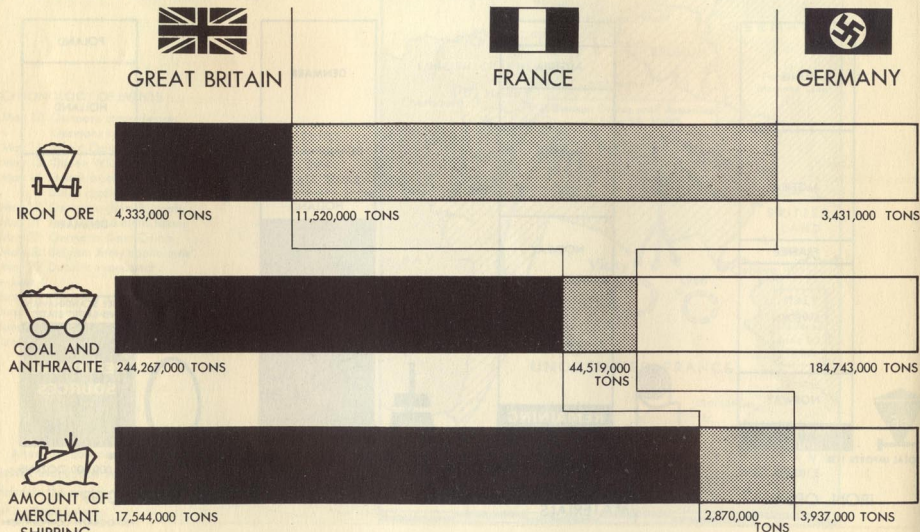 GREAT BRITAIN
FRANCE
GERMANY
IRON ORE
4,333,000 TONS
11,520,000 TONS
3,431,000 TONS
COAL AND
ANTHRACITE
244,267,000 TONS
44,519,000
TONS
184,743,000 TONS
AMOUNT OF
MERCHANT
SHIPPING
17,544,000 TONS
2,870,000
TONS
3,937,000 TONS